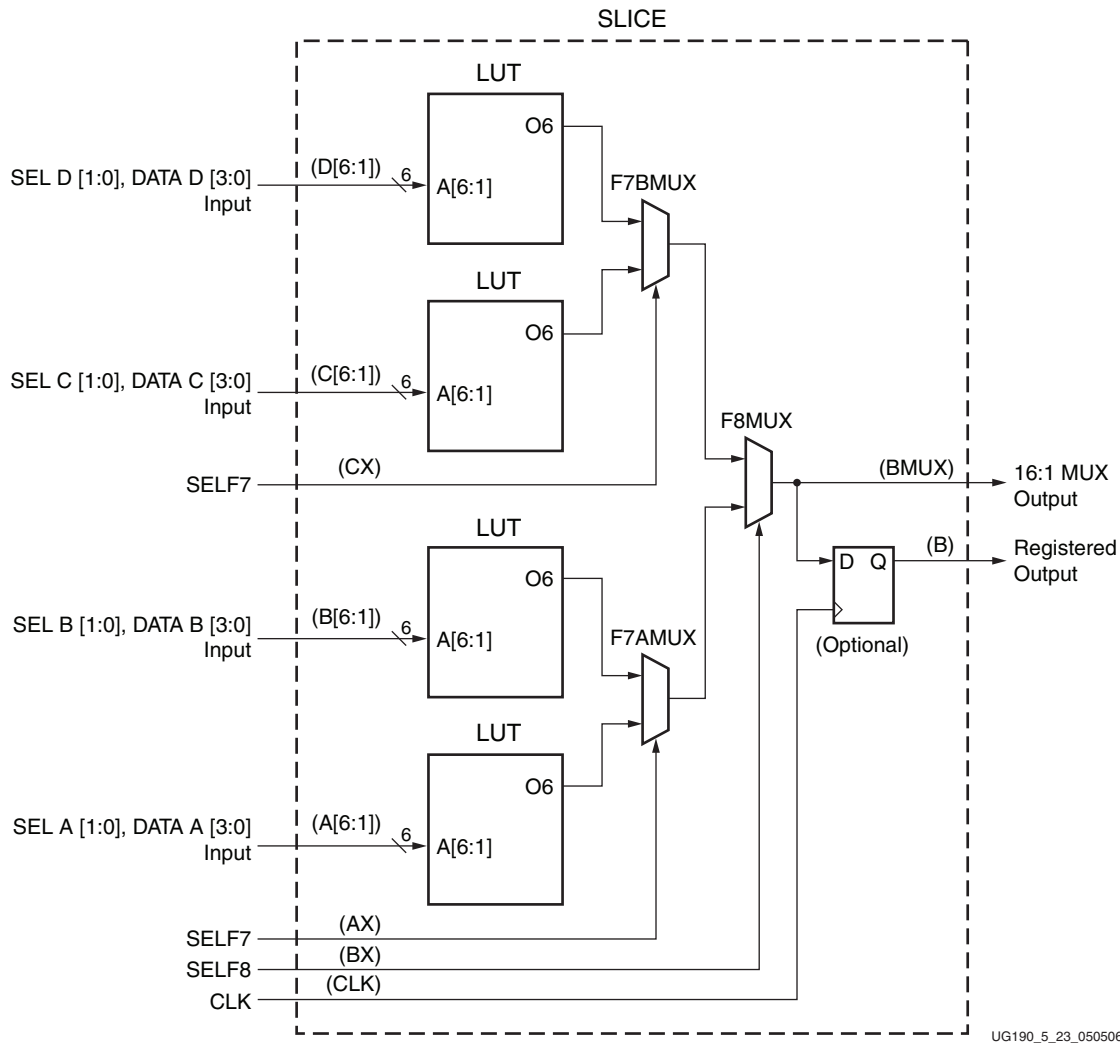 SLICE
LUT
O6
SEL D [1:0], DATA D [3:0]
Input
(D[6:1])
6
A[6:1]
F7BMUX
LUT
O6
SEL C [1:0], DATA C [3:0]
Input
(C[6:1])
6
A[6:1]
F8MUX
SELF7
(CX)
(BMUX)
16:1 MUX
Output
LUT
O6
D Q
(B)
Registered
Output
SEL B [1:0], DATA B [3:0]
Input
(B[6:1])
6
A[6:1]
F7AMUX
(Optional)
LUT
O6
SEL A [1:0], DATA A [3:0]
Input
(A[6:1])
6
A[6:1]
SELF7
(AX)
SELF8
(BX)
CLK
(CLK)
UG190_5_23_050506